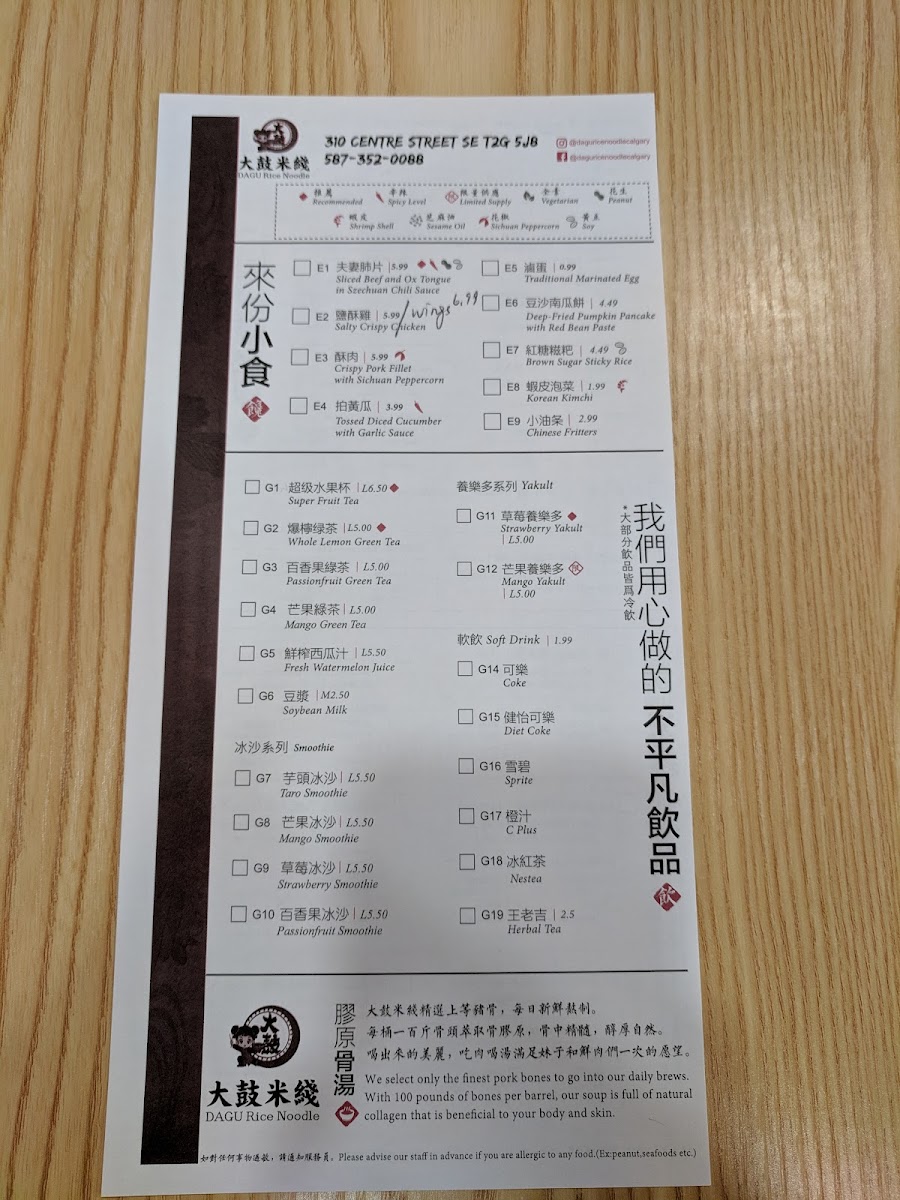 大鼓米綫
DAGU Rice Noodle
310 CENTRE STREET SE T2G 5J8
587-352-0088
@daguricenoodlecalgary
@daguricenoodlecalgary
推薦 Recommended
辛辣 Spicy Level
限量供應 Limited Supply
全素 Vegetarian
花生 Peanut
蝦皮 Shrimp Shell
芝麻油 Sesame Oil
花椒 Sichuan Peppercorn
黃豆 Soy
來份小食
饞
E1 夫妻肺片 | 5.99
Sliced Beef and Ox Tongue
in Szechuan Chili Sauce
E2 鹽酥雞 | 5.99 / wings 6.99
Salty Crispy Chicken
E3 酥肉 | 5.99
Crispy Pork Fillet
with Sichuan Peppercorn
E4 拍黃瓜 | 3.99
Tossed Diced Cucumber
with Garlic Sauce
E5 滷蛋 | 0.99
Traditional Marinated Egg
E6 豆沙南瓜餅 | 4.49
Deep-Fried Pumpkin Pancake
with Red Bean Paste
E7 紅糖糍粑 | 4.49
Brown Sugar Sticky Rice
E8 蝦皮泡菜 | 1.99
Korean Kimchi
E9 小油条 | 2.99
Chinese Fritters
G1 超级水果杯 | L6.50
Super Fruit Tea
G2 爆檸绿茶 | L5.00
Whole Lemon Green Tea
G3 百香果綠茶 | L5.00
Passionfruit Green Tea
G4 芒果綠茶 | L5.00
Mango Green Tea
G5 鮮榨西瓜汁 | L5.50
Fresh Watermelon Juice
G6 豆漿 | M2.50
Soybean Milk
冰沙系列 Smoothie
G7 芋頭冰沙 | L5.50
Taro Smoothie
G8 芒果冰沙 | L5.50
Mango Smoothie
G9 草莓冰沙 | L5.50
Strawberry Smoothie
G10 百香果冰沙 | L5.50
Passionfruit Smoothie
養樂多系列 Yakult
G11 草莓養樂多
Strawberry Yakult
| L5.00
G12 芒果養樂多
Mango Yakult
| L5.00
軟飲 Soft Drink | 1.99
G14 可樂
Coke
G15 健怡可樂
Diet Coke
G16 雪碧
Sprite
G17 橙汁
C Plus
G18 冰紅茶
Nestea
G19 王老吉 | 2.5
Herbal Tea
我們用心做的不平凡飲品
*大部分飲品皆爲冷飲
飲
大鼓
大鼓米綫
DAGU Rice Noodle
膠原骨湯
大鼓米綫精選上等豬骨，每日新鮮熬制。
每桶一百斤骨頭萃取骨膠原，骨中精髓，醇厚自然。
喝出來的美麗，吃肉喝湯滿足妹子和鮮肉們一次的愿望。
We select only the finest pork bones to go into our daily brews.
With 100 pounds of bones per barrel, our soup is full of natural
collagen that is beneficial to your body and skin.
如對任何事物過敏，請通知服務員。Please advise our staff in advance if you are allergic to any food.(Ex:peanut,seafoods etc.)